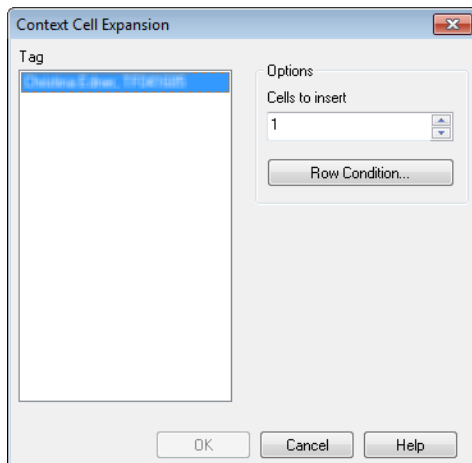 Context Cell Expansion
Tag
Options
Cells to insert
1
Row Condition...
OK
Cancel
Help